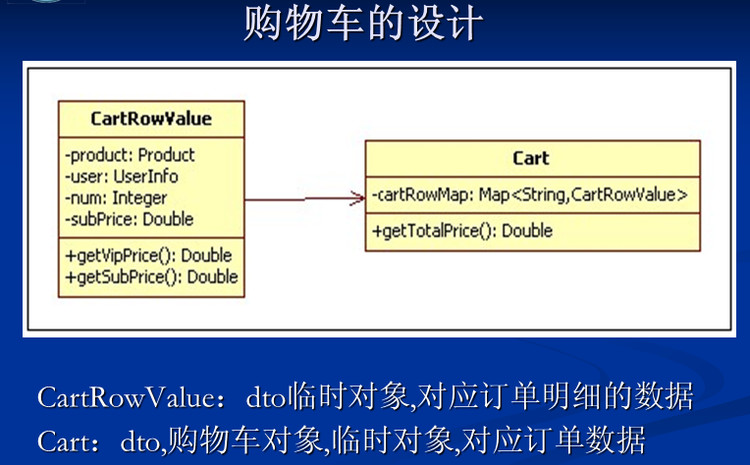 购物车的设计
CartRowValue
-product: Product
-user: UserInfo
-num: Integer
-subPrice: Double
+getVipPrice(): Double
+getSubPrice(): Double
Cart
-cartRowMap: Map<String,CartRowValue>
+getTotalPrice(): Double
CartRowValue：dto临时对象,对应订单明细的数据
Cart：dto,购物车对象,临时对象,对应订单数据